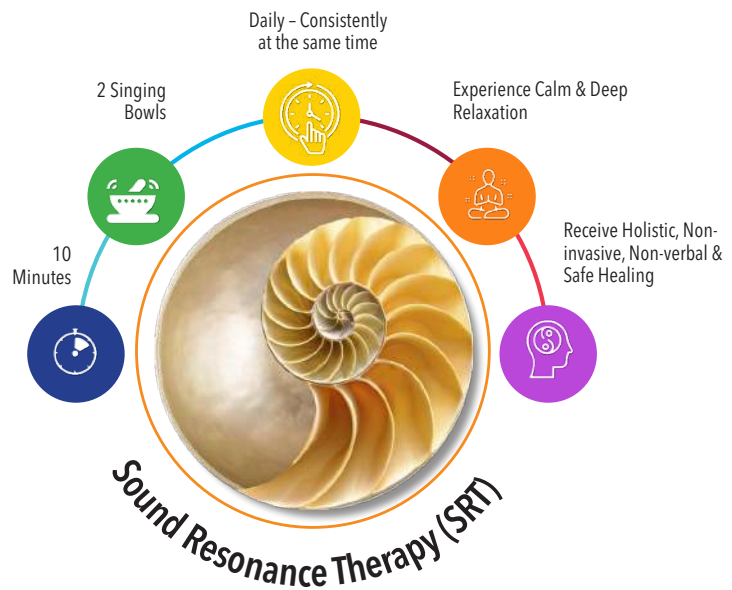 Daily – Consistently
at the same time
2 Singing
Bowls
Experience Calm & Deep
Relaxation
10
Minutes
Receive Holistic, Non-
invasive, Non-verbal &
Safe Healing
Sound Resonance Therapy (SRT)